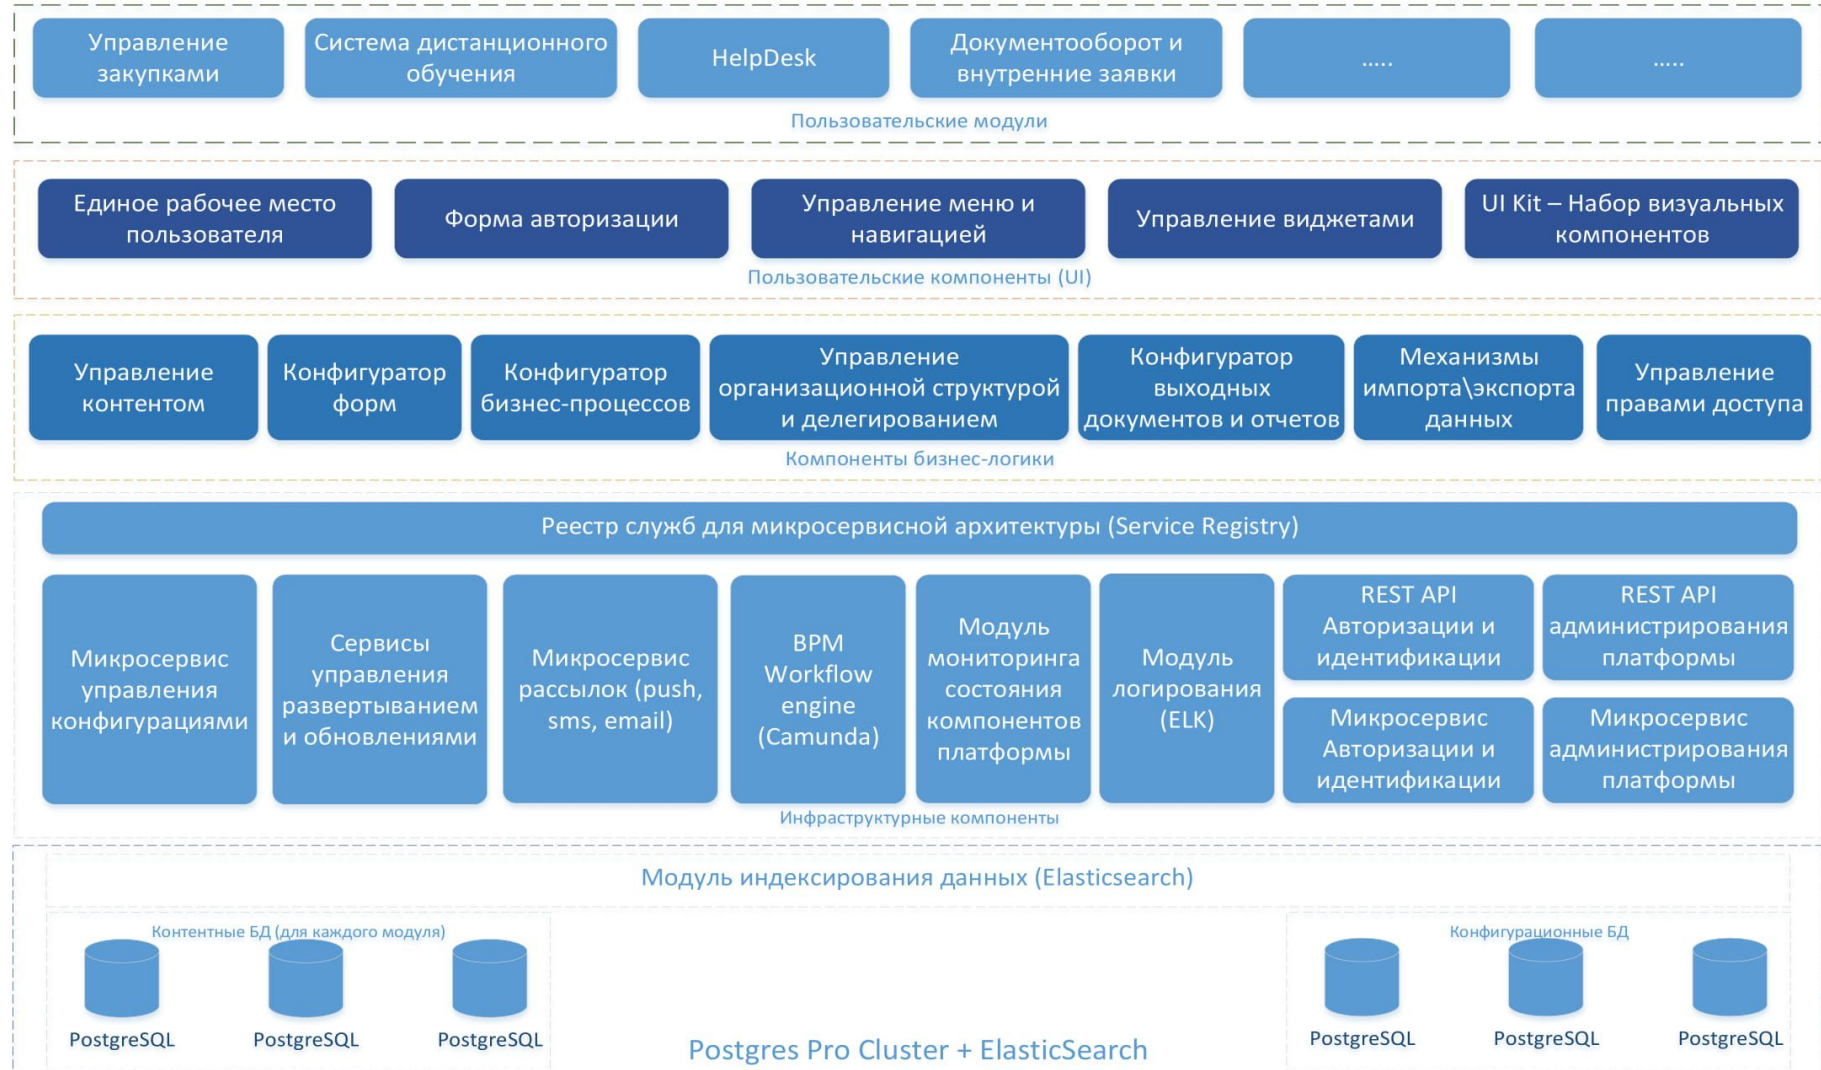 Управление
закупками
Система дистанционного
обучения
HelpDesk
Документооборот и
внутренние заявки
.....
.....
Пользовательские модули
Единое рабочее место
пользователя
Форма авторизации
Управление меню и
навигацией
Управление виджетами
UI Kit – Набор визуальных
компонентов
Пользовательские компоненты (UI)
Управление
контентом
Конфигуратор
форм
Конфигуратор
бизнес-процессов
Управление
организационной структурой
и делегированием
Конфигуратор
выходных
документов и отчетов
Механизмы
импорта\экспорта
данных
Управление
правами доступа
Компоненты бизнес-логики
Реестр служб для микросервисной архитектуры (Service Registry)
Микросервис
управления
конфигурациями
Сервисы
управления
развертыванием
и обновлениями
Микросервис
рассылок (push,
sms, email)
BPM
Workflow
engine
(Camunda)
Модуль
мониторинга
состояния
компонентов
платформы
Модуль
логирования
(ELK)
REST API
Авторизации и
идентификации
REST API
администрирования
платформы
Микросервис
Авторизации и
идентификации
Микросервис
администрирования
платформы
Инфраструктурные компоненты
Модуль индексирования данных (Elasticsearch)
Контентные БД (для каждого модуля)
PostgreSQL
PostgreSQL
PostgreSQL
Конфигурационные БД
PostgreSQL
PostgreSQL
PostgreSQL
Postgres Pro Cluster + ElasticSearch